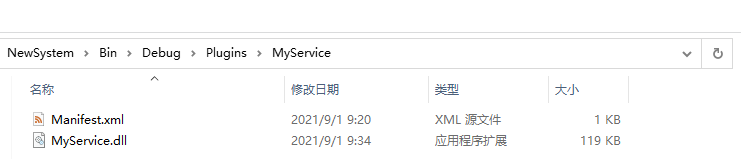 NewSystem > Bin > Debug > Plugins > MyService
名称 修改日期 类型 大小
Manifest.xml 2021/9/1 9:20 XML 源文件 1 KB
MyService.dll 2021/9/1 9:34 应用程序扩展 119 KB